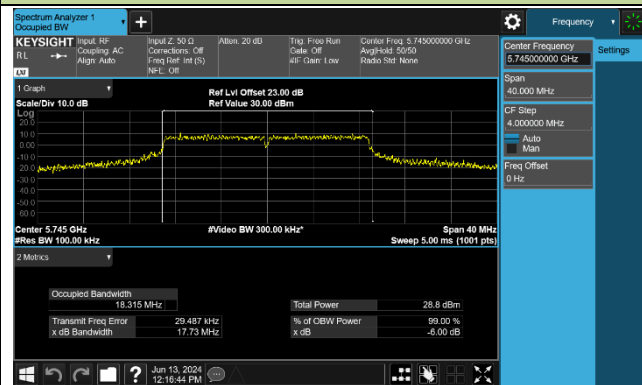 Spectrum Analyzer 1
Occupied BW
+
Frequency
KEYSIGHT
RL
LXI
Input: RF
Coupling: AC
Align: Auto
Input Z: 50 Ω
Corrections: Off
Freq Ref: Int (S)
NFE: Off
Atten: 20 dB
Trig: Free Run
Gate: Off
#IF Gain: Low
Center Freq: 5.745000000 GHz
Avg|Hold: 50/50
Radio Std: None
Center Frequency
5.745000000 GHz
Settings
Span
40.000 MHz
CF Step
4.000000 MHz
Auto
Man
Freq Offset
0 Hz
1 Graph
Scale/Div 10.0 dB
Ref Lvl Offset 23.00 dB
Ref Value 30.00 dBm
Log
20.0
10.0
0.00
-10.0
-20.0
-30.0
-40.0
-50.0
-60.0
Center 5.745 GHz
#Res BW 100.00 kHz
#Video BW 300.00 kHz*
Span 40 MHz
Sweep 5.00 ms (1001 pts)
2 Metrics
Occupied Bandwidth
18.315 MHz
Total Power 28.8 dBm
Transmit Freq Error 29.487 kHz
% of OBW Power 99.00 %
x dB Bandwidth 17.73 MHz
x dB -6.00 dB
?
Jun 13, 2024
12:16:44 PM